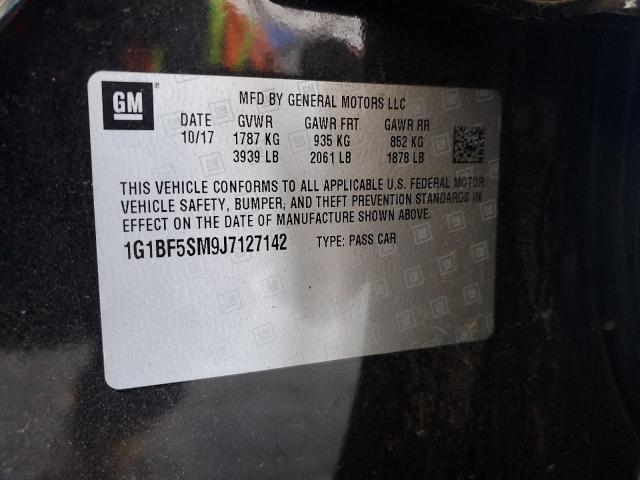 GM
MFD BY GENERAL MOTORS LLC
DATE GVWR GAWR FRT GAWR RR
10/17 1787 KG 935 KG 852 KG
3939 LB 2061 LB 1878 LB
THIS VEHICLE CONFORMS TO ALL APPLICABLE U.S. FEDERAL MOTOR
VEHICLE SAFETY, BUMPER, AND THEFT PREVENTION STANDARDS IN
EFFECT ON THE DATE OF MANUFACTURE SHOWN ABOVE.
1G1BF5SM9J7127142 TYPE: PASS CAR